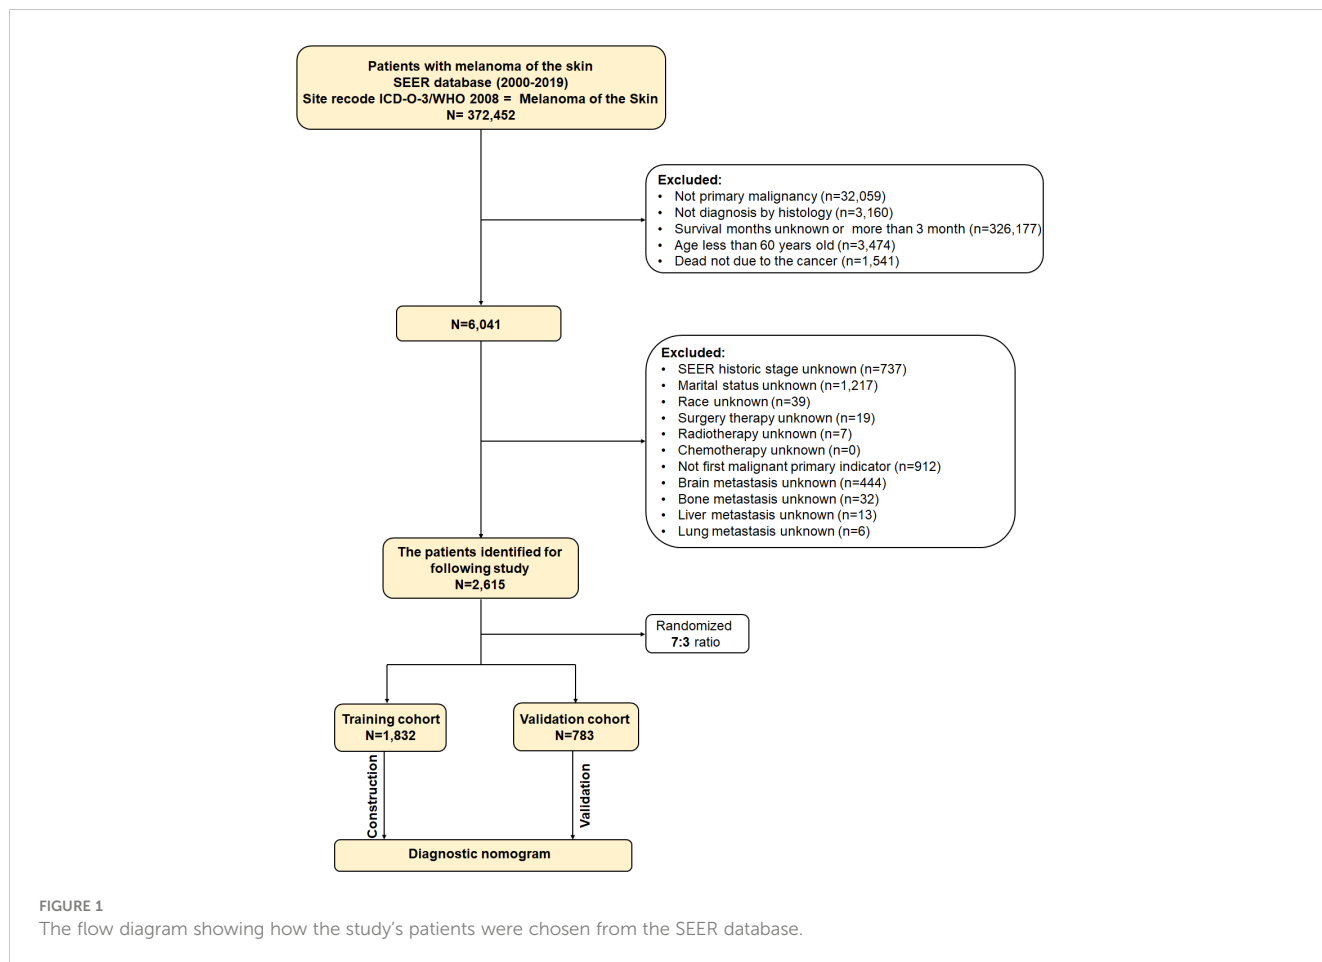 Patients with melanoma of the skin
SEER database (2000-2019)
Site recode ICD-O-3/WHO 2008 = Melanoma of the Skin
N= 372,452
Excluded:
• Not primary malignancy (n=32,059)
• Not diagnosis by histology (n=3,160)
• Survival months unknown or more than 3 month (n=326,177)
• Age less than 60 years old (n=3,474)
• Dead not due to the cancer (n=1,541)
N=6,041
Excluded:
• SEER historic stage unknown (n=737)
• Marital status unknown (n=1,217)
• Race unknown (n=39)
• Surgery therapy unknown (n=19)
• Radiotherapy unknown (n=7)
• Chemotherapy unknown (n=0)
• Not first malignant primary indicator (n=912)
• Brain metastasis unknown (n=444)
• Bone metastasis unknown (n=32)
• Liver metastasis unknown (n=13)
• Lung metastasis unknown (n=6)
The patients identified for
following study
N=2,615
Randomized
7:3 ratio
Training cohort
N=1,832
Validation cohort
N=783
Construction
Validation
Diagnostic nomogram
FIGURE 1
The flow diagram showing how the study's patients were chosen from the SEER database.